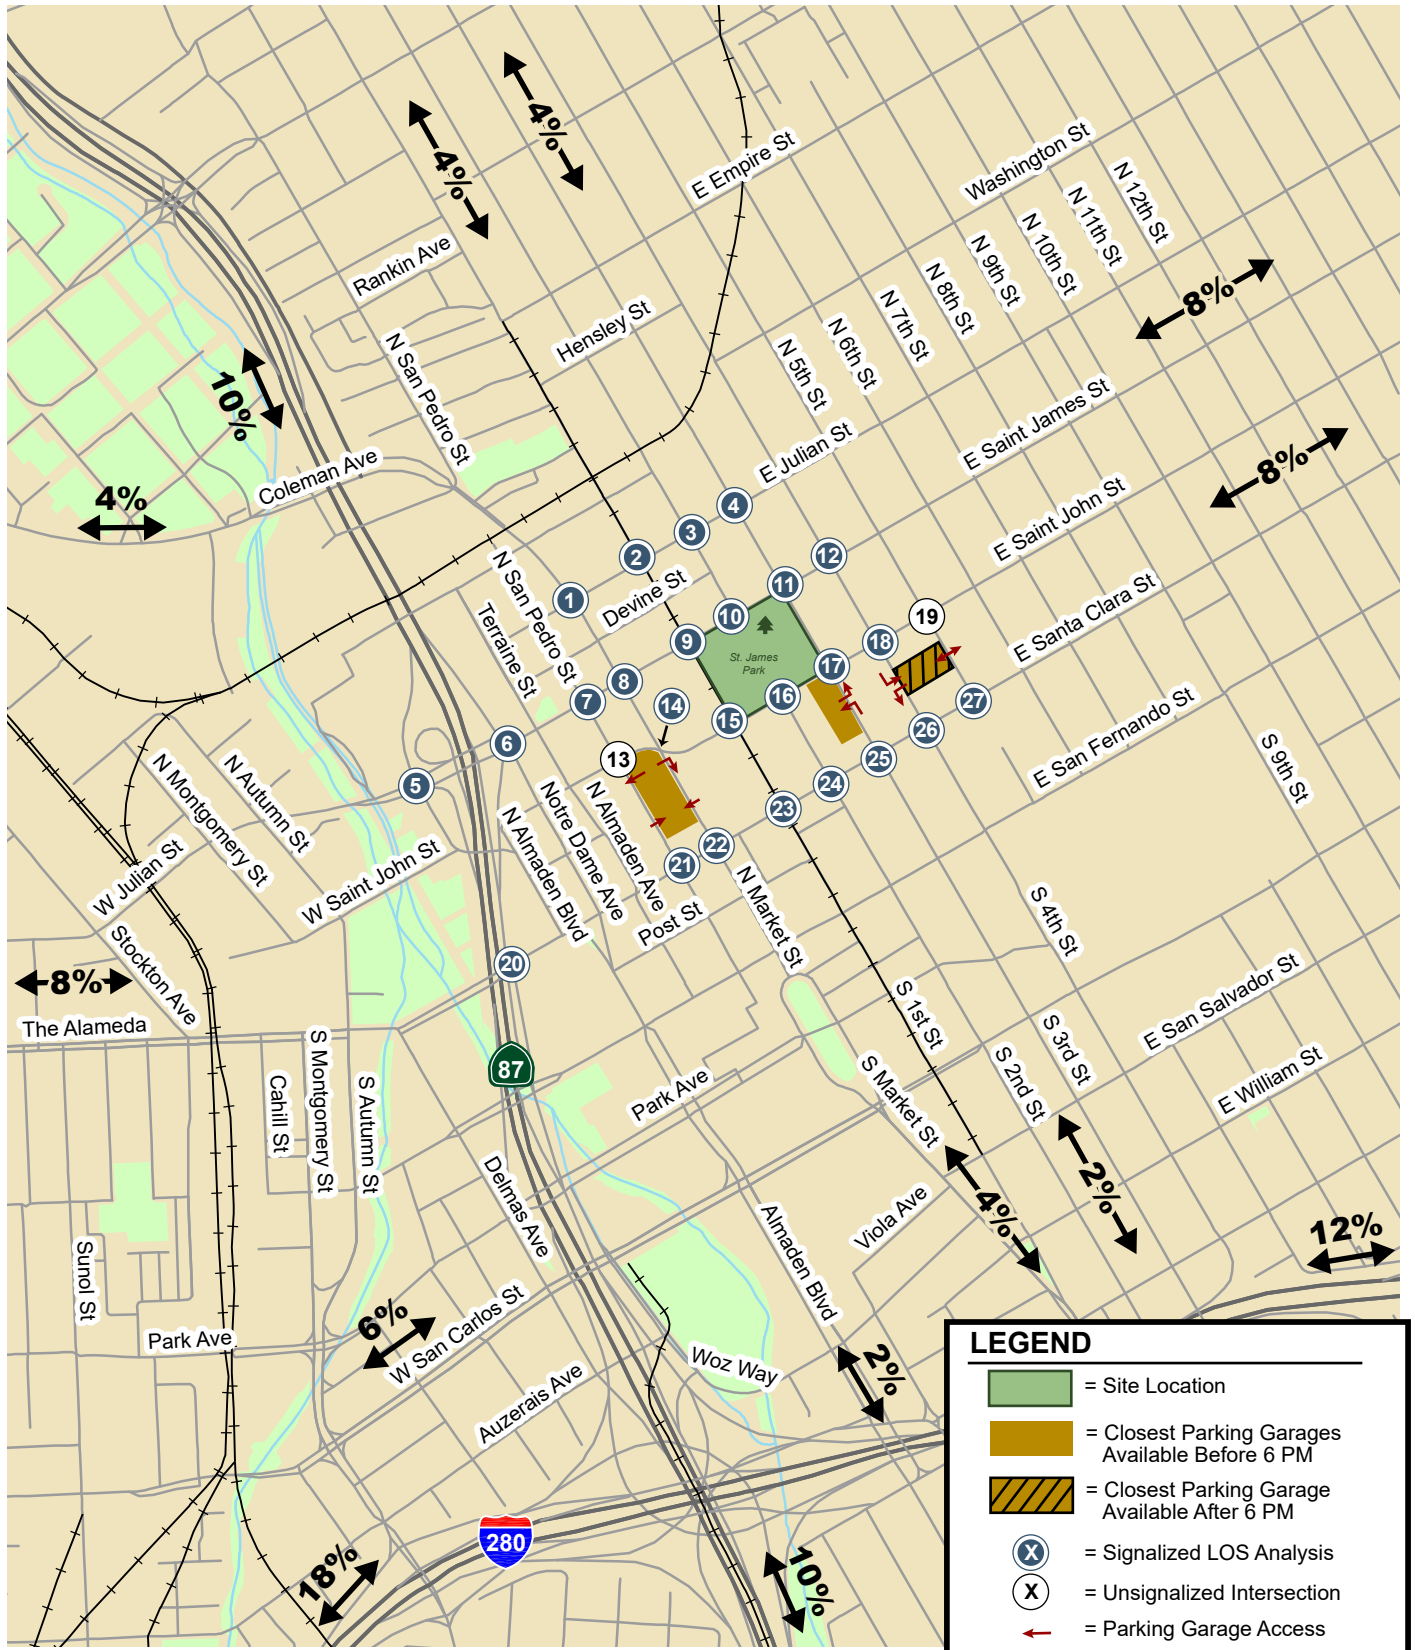 4%
4%
E Empire St
Washington St
N 12th St
N 11th St
N 10th St
N 9th St
N 8th St
N 7th St
N 6th St
N 5th St
Rankin Ave
Hensley St
N San Pedro St
8%
10%
E Saint James St
E Julian St
8%
Coleman Ave
4%
E Saint John St
4
3
2
12
11
1
Devine St
N San Pedro St
Terraine St
E Santa Clara St
10
9
St. James
Park
19
18
17
16
15
8
7
14
27
26
6
13
5
25
24
23
22
21
E San Fernando St
S 9th St
N Autumn St
N Montgomery St
W Julian St
W Saint John St
N Almaden Blvd
Notre Dame Ave
N Almaden Ave
Post St
N Market St
Stockton Ave
8%
The Alameda
20
87
S 4th St
E San Salvador St
S 1st St
S 3rd St
S 2nd St
E William St
S Market St
Park Ave
Cahill St
S Montgomery St
S Autumn St
Delmas Ave
Almaden Blvd
Viola Ave
4%
2%
12%
Sunol St
Park Ave
6%
W San Carlos St
Woz Way
Auzerais Ave
2%
280
18%
10%
LEGEND
= Site Location
= Closest Parking Garages
Available Before 6 PM
= Closest Parking Garage
Available After 6 PM
X = Signalized LOS Analysis
X = Unsignalized Intersection
= Parking Garage Access